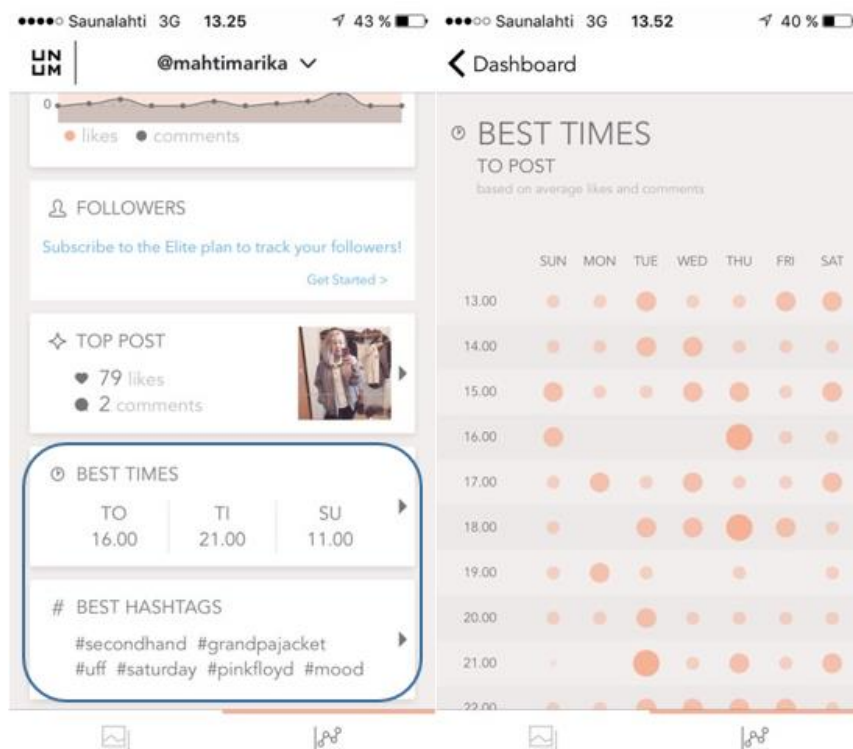 Saunalahti 3G 13.25 43 %
UN
UM
@mahtimarika
0
likes comments
FOLLOWERS
Subscribe to the Elite plan to track your followers!
Get Started >
TOP POST
79 likes
2 comments
BEST TIMES
TO TI SU
16.00 21.00 11.00
# BEST HASHTAGS
#secondhand #grandpajacket
#uff #saturday #pinkfloyd #mood
Saunalahti 3G 13.52 40 %
Dashboard
BEST TIMES
TO POST
based on average likes and comments
SUN MON TUE WED THU FRI SAT
13.00
14.00
15.00
16.00
17.00
18.00
19.00
20.00
21.00
22.00